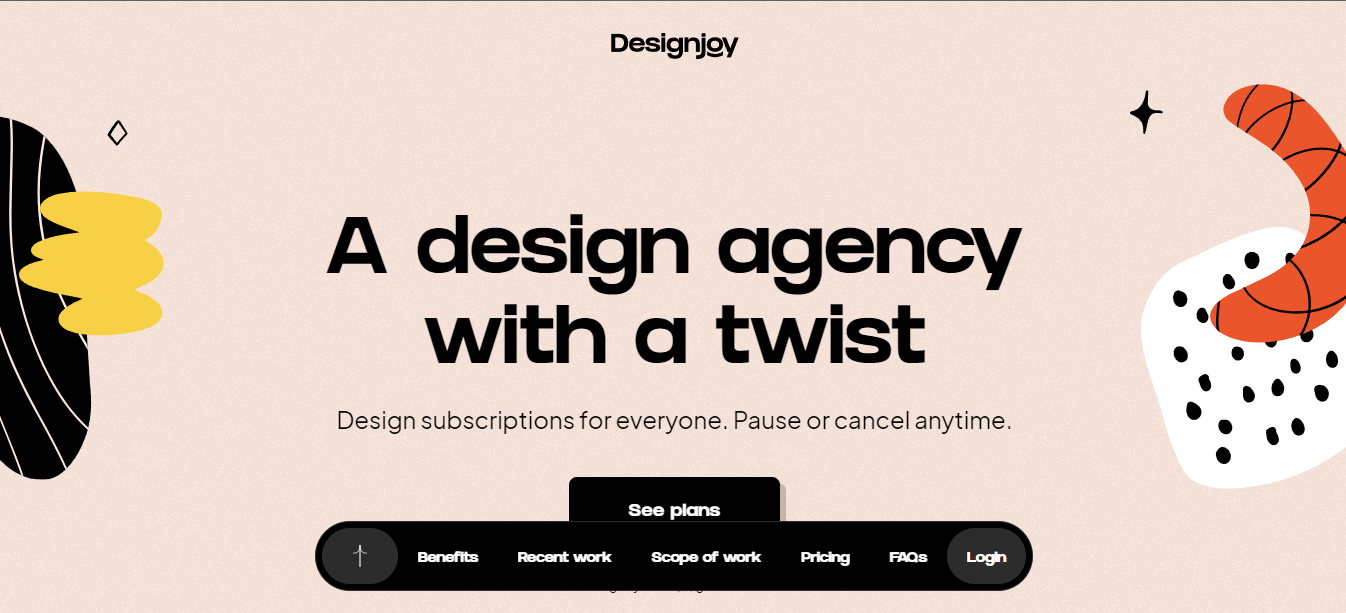 Designjoy
A design agency
with a twist
Design subscriptions for everyone. Pause or cancel anytime.
See plans
Benefits Recent work Scope of work Pricing FAQs Login